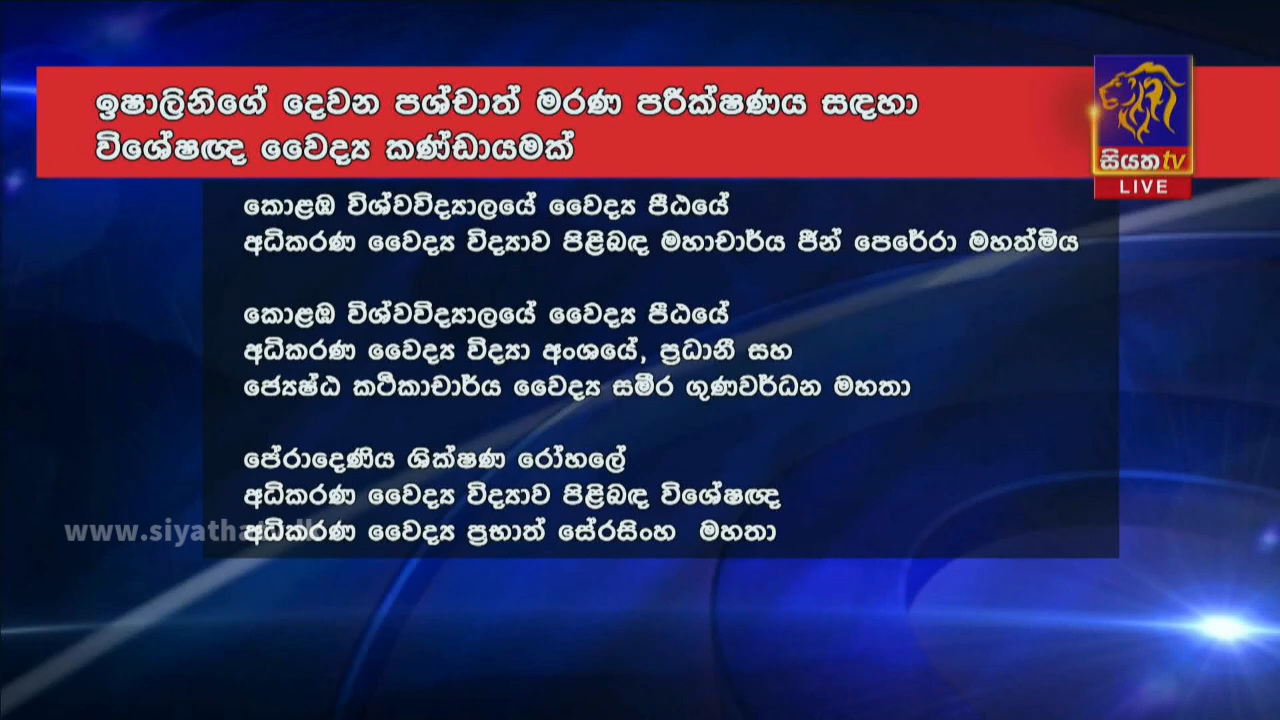 ඉෂාලිනිගේ දෙවන පශ්චාත් මරණ පරීක්ෂණය සඳහා
විශේෂඥ වෛද්‍ය කණ්ඩායමක්
සියත tv
LIVE
කොළඹ විශ්වවිද්‍යාලයේ වෛද්‍ය පීඨයේ
අධිකරණ වෛද්‍ය විද්‍යාව පිළිබඳ මහාචාර්ය ජීන් පෙරේරා මහත්මිය
කොළඹ විශ්වවිද්‍යාලයේ වෛද්‍ය පීඨයේ
අධිකරණ වෛද්‍ය විද්‍යා අංශයේ, ප්‍රධානී සහ
ජ්‍යෙෂ්ඨ කථිකාචාර්ය වෛද්‍ය සමීර ගුණවර්ධන මහතා
පේරාදෙණිය ශික්ෂණ රෝහලේ
අධිකරණ වෛද්‍ය විද්‍යාව පිළිබඳ විශේෂඥ
අධිකරණ වෛද්‍ය ප්‍රභාත් සේරසිංහ මහතා